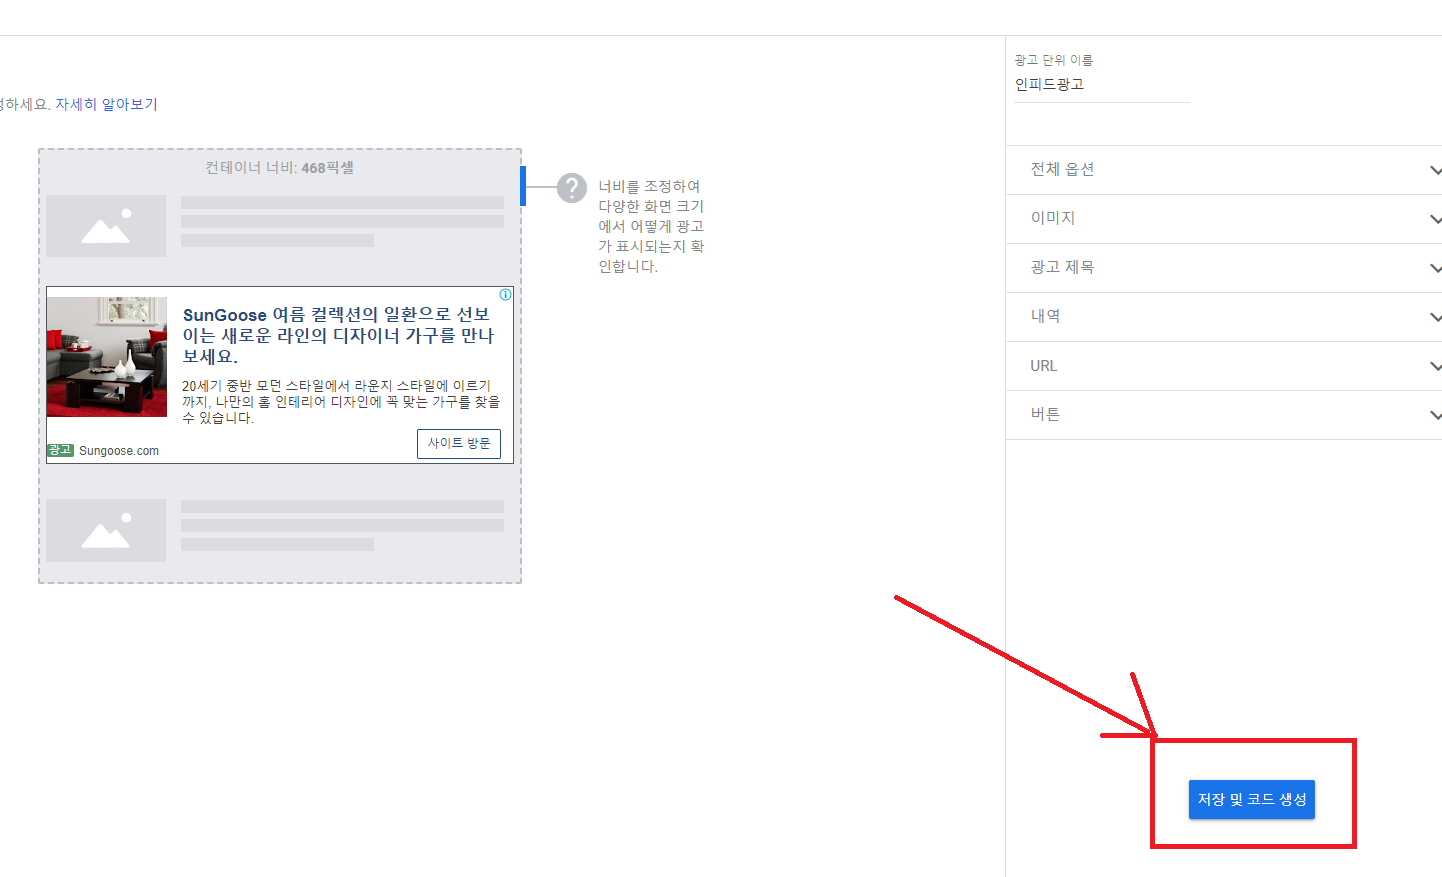 광고 단위 이름
인피드광고
정하세요. 자세히 알아보기
컨테이너 너비: 468픽셀
너비를 조정하여
다양한 화면 크기
에서 어떻게 광고
가 표시되는지 확
인합니다.
SunGoose 여름 컬렉션의 일환으로 선보
이는 새로운 라인의 디자이너 가구를 만나
보세요.
20세기 중반 모던 스타일에서 라운지 스타일에 이르기
까지, 나만의 홈 인테리어 디자인에 꼭 맞는 가구를 찾을
수 있습니다.
사이트 방문
광고 Sungoose.com
전체 옵션
이미지
광고 제목
내역
URL
버튼
저장 및 코드 생성